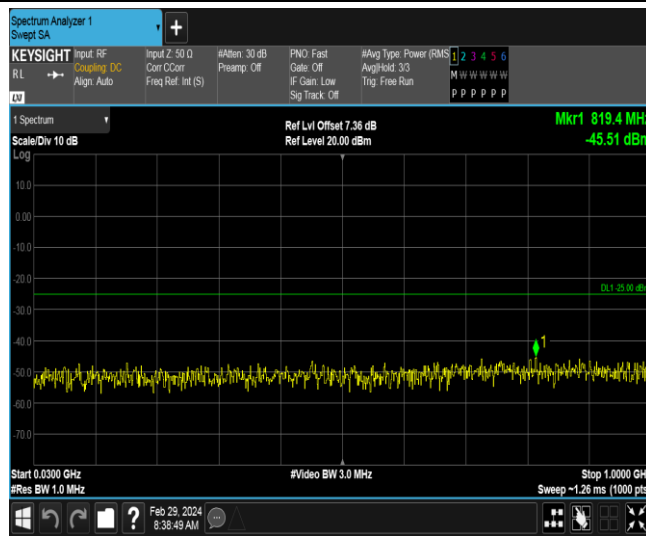 Spectrum Analyzer 1
Swept SA
+
KEYSIGHT
RL
LXI
Input: RF
Coupling: DC
Align: Auto
Input Z: 50 Ω
Corr CCorr
Freq Ref: Int (S)
#Atten: 30 dB
Preamp: Off
PNO: Fast
Gate: Off
IF Gain: Low
Sig Track: Off
#Avg Type: Power (RMS
Avg|Hold: 3/3
Trig: Free Run
1 2 3 4 5 6
M W W W W W
P P P P P P
1 Spectrum
Scale/Div 10 dB
Log
Ref Lvl Offset 7.36 dB
Ref Level 20.00 dBm
Mkr1 819.4 MHz
-45.51 dBm
10.0
0.00
-10.0
-20.0
DL1 -25.00 dBm
-30.0
-40.0
1
-50.0
-60.0
-70.0
Start 0.0300 GHz
#Res BW 1.0 MHz
#Video BW 3.0 MHz
Stop 1.0000 GH
Sweep ~1.26 ms (1000 pts
?
Feb 29, 2024
8:38:49 AM